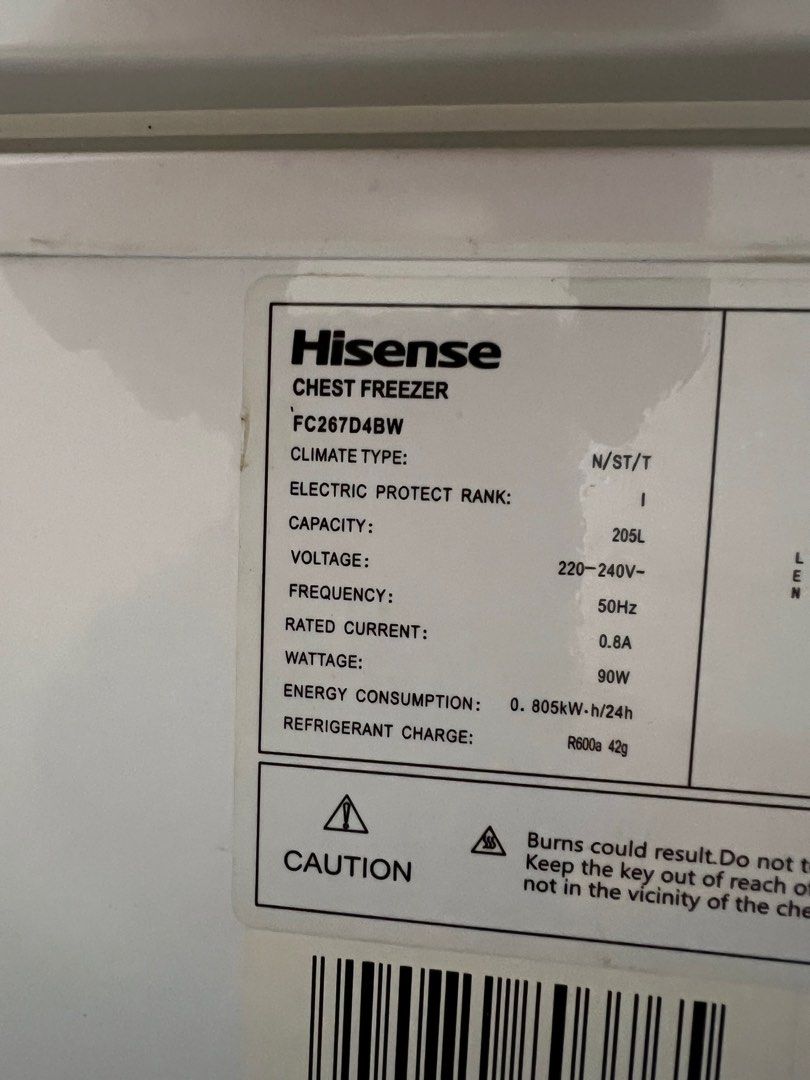 Hisense
CHEST FREEZER
FC267D4BW
CLIMATE TYPE: N/ST/T
ELECTRIC PROTECT RANK: I
CAPACITY: 205L
VOLTAGE: 220-240V~
FREQUENCY: 50Hz
RATED CURRENT: 0.8A
WATTAGE: 90W
ENERGY CONSUMPTION: 0. 805kW·h/24h
REFRIGERANT CHARGE: R600a 42g
L
E
N
CAUTION
Burns could result.Do not
Keep the key out of reach
not in the vicinity of the